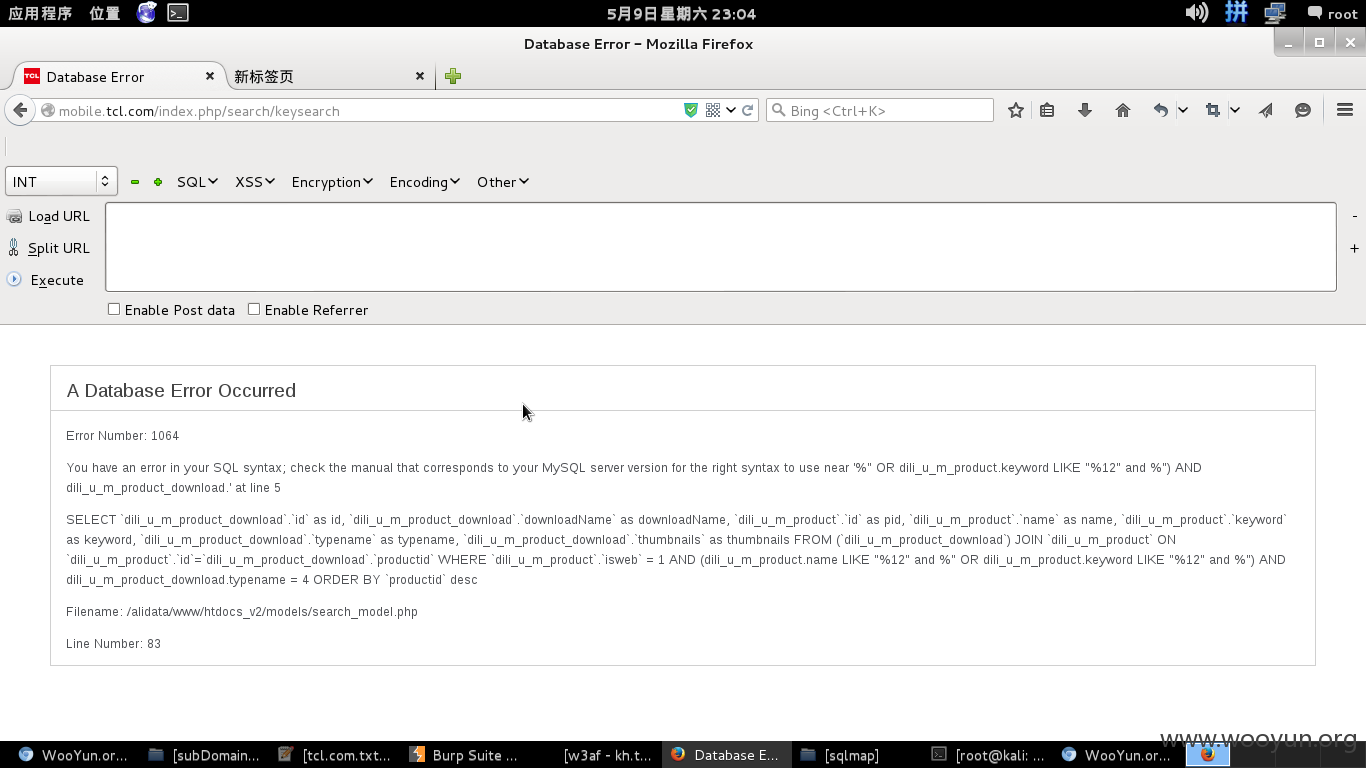 应用程序 位置 5月9日星期六 23:04 拼 root
Database Error - Mozilla Firefox
TCL Database Error 新标签页
mobile.tcl.com/index.php/search/keysearch Bing <Ctrl+K>
INT SQL XSS Encryption Encoding Other
Load URL
Split URL
Execute
-
+
Enable Post data Enable Referrer
A Database Error Occurred
Error Number: 1064
You have an error in your SQL syntax; check the manual that corresponds to your MySQL server version for the right syntax to use near '%" OR dili_u_m_product.keyword LIKE "%12" and %") AND
dili_u_m_product_download.' at line 5
SELECT `dili_u_m_product_download`.`id` as id, `dili_u_m_product_download`.`downloadName` as downloadName, `dili_u_m_product`.`id` as pid, `dili_u_m_product`.`name` as name, `dili_u_m_product`.`keyword`
as keyword, `dili_u_m_product_download`.`typename` as typename, `dili_u_m_product_download`.`thumbnails` as thumbnails FROM (`dili_u_m_product_download`) JOIN `dili_u_m_product` ON
`dili_u_m_product`.`id`=`dili_u_m_product_download`.`productid` WHERE `dili_u_m_product`.`isweb` = 1 AND (dili_u_m_product.name LIKE "%12" and %" OR dili_u_m_product.keyword LIKE "%12" and %") AND
dili_u_m_product_download.typename = 4 ORDER BY `productid` desc
Filename: /alidata/www/htdocs_v2/models/search_model.php
Line Number: 83
www.wooyun.org
WooYun.or... [subDomain... [tcl.com.txt... Burp Suite ... [w3af - kh.t... Database E... [sqlmap] [root@kali: ... WooYun.or...